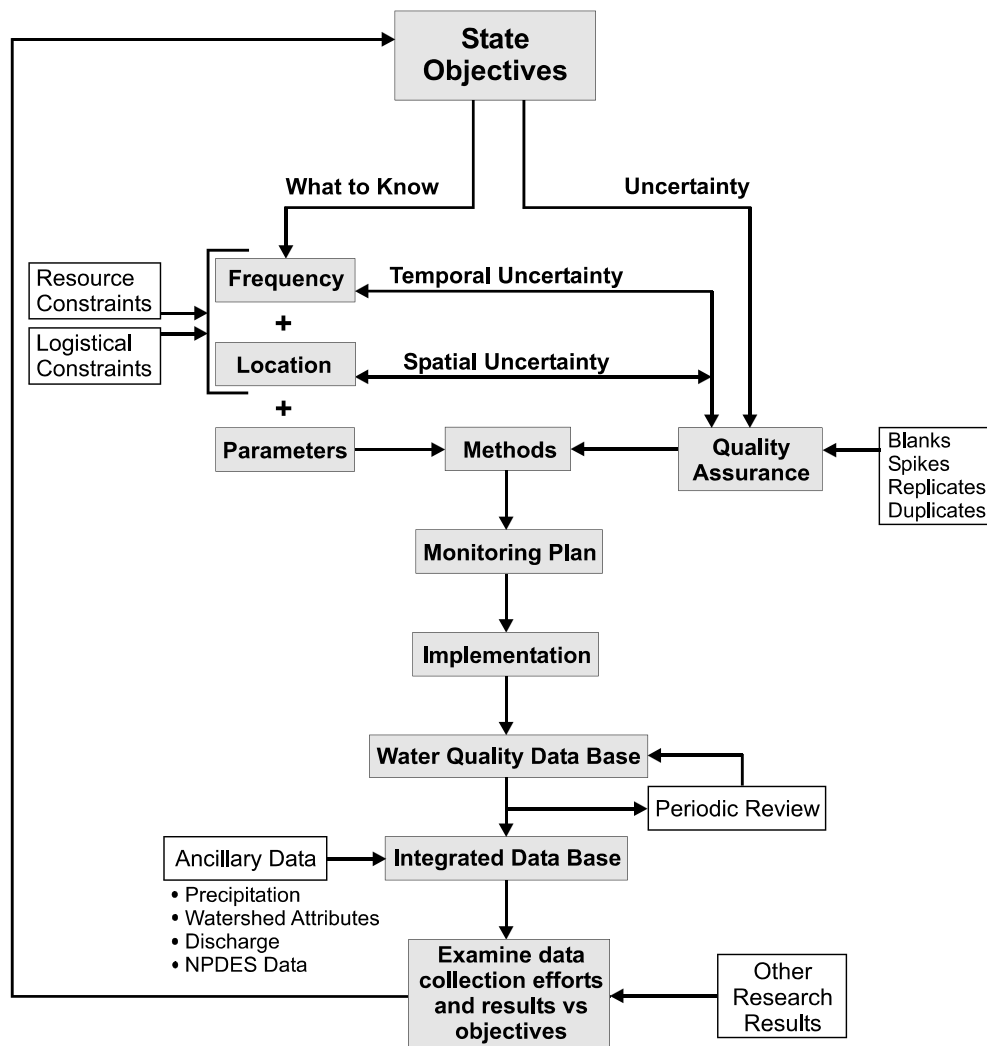 State
Objectives
What to Know
Uncertainty
Resource
Constraints
Logistical
Constraints
Frequency
Temporal Uncertainty
+
Location
Spatial Uncertainty
+
Parameters
Methods
Quality
Assurance
Blanks
Spikes
Replicates
Duplicates
Monitoring Plan
Implementation
Water Quality Data Base
Periodic Review
Ancillary Data
Integrated Data Base
• Precipitation
• Watershed Attributes
• Discharge
• NPDES Data
Examine data
collection efforts
and results vs
objectives
Other
Research
Results